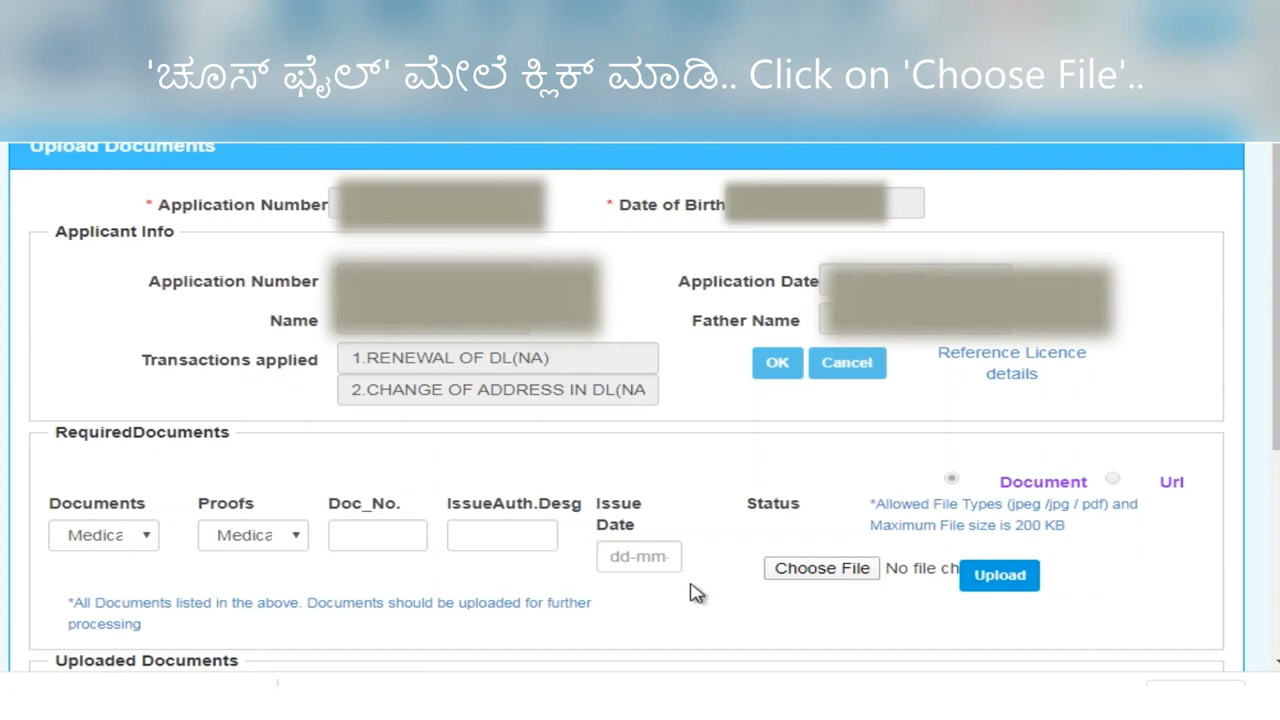 'ಚೂಸ್ ಫೈಲ್' ಮೇಲೆ ಕ್ಲಿಕ್ ಮಾಡಿ.. Click on 'Choose File'..
Upload Documents
* Application Number
* Date of Birth
Applicant Info
Application Number
Application Date
Name
Father Name
Transactions applied
1.RENEWAL OF DL(NA)
2.CHANGE OF ADDRESS IN DL(NA
OK
Cancel
Reference Licence
details
RequiredDocuments
Document
Url
Documents
Proofs
Doc_No.
IssueAuth.Desg
Issue
Date
Status
*Allowed File Types (jpeg /jpg / pdf) and
Maximum File size is 200 KB
Medica
Medica
dd-mm-
Choose File
No file ch
Upload
*All Documents listed in the above. Documents should be uploaded for further
processing
Uploaded Documents